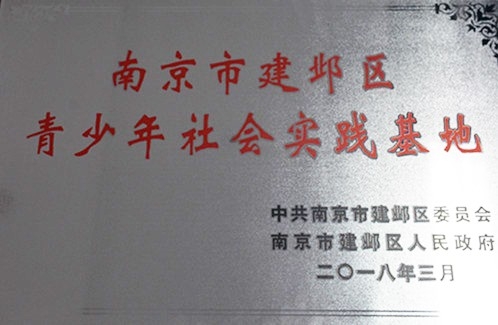 南京市建邺区
青少年社会实践基地
中共南京市建邺区委员会
南京市建邺区人民政府
二〇一八年三月